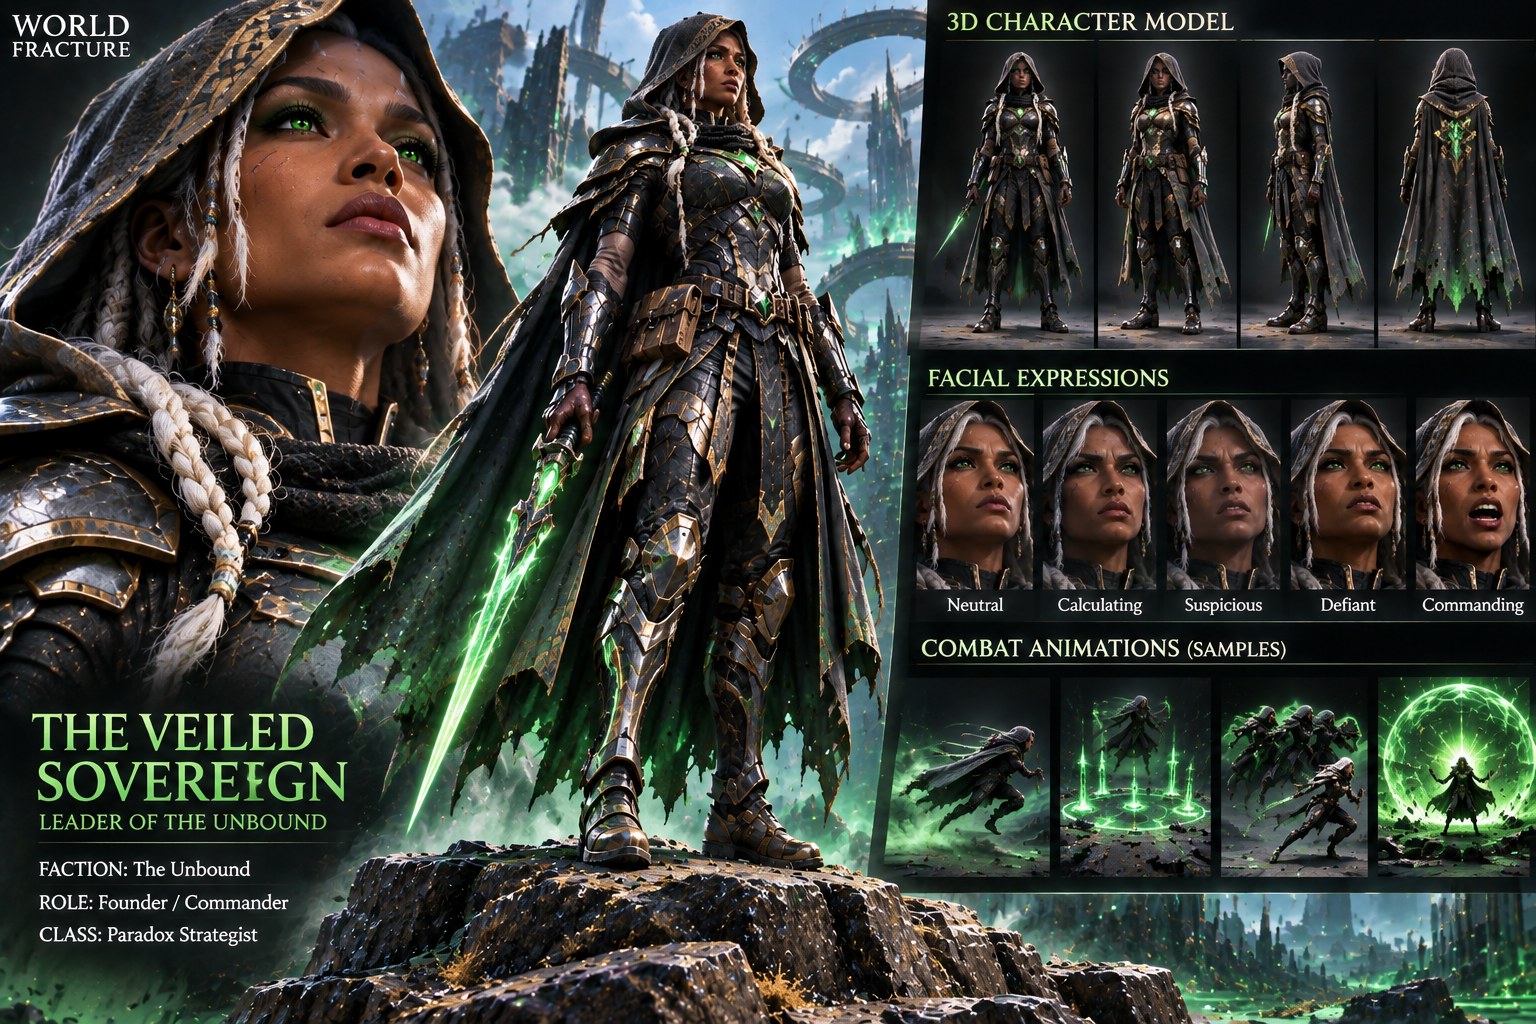 WORLD
FRACTURE
THE VEILED
SOVEREIGN
LEADER OF THE UNBOUND
FACTION: The Unbound
ROLE: Founder / Commander
CLASS: Paradox Strategist
3D CHARACTER MODEL
FACIAL EXPRESSIONS
Neutral
Calculating
Suspicious
Defiant
Commanding
COMBAT ANIMATIONS (SAMPLES)